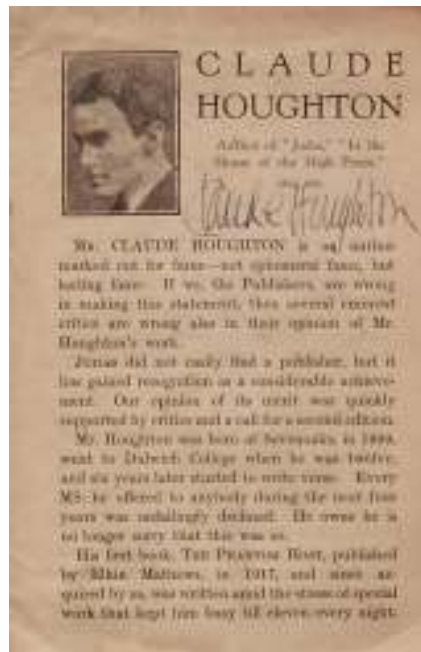 CLAUDE
HOUGHTON
Author of "Judas," "In the
House of the High Priest."
Claude Houghton
Mr. CLAUDE HOUGHTON is an author
marked out for fame—not ephemeral fame, but
lasting fame. If we, the Publishers, are wrong
in making this statement, then several eminent
critics are wrong also in their opinion of Mr.
Houghton's work.
JUDAS did not easily find a publisher, but it
has gained recognition as a considerable achieve-
ment. Our opinion of its merit was quickly
supported by critics and a call for a second edition.
Mr. Houghton was born at Sevenoaks in 1889,
went to Dulwich College when he was twelve,
and six years later started to write verse. Every
MS. he offered to anybody during the next four
years was unfailingly declined. He owns he is
no longer sorry that this was so.
His first book, THE PHANTOM HOST, published
by Elkin Mathews, in 1917, and since ac-
quired by us, was written amid the stress of special
work that kept him busy till eleven every night.